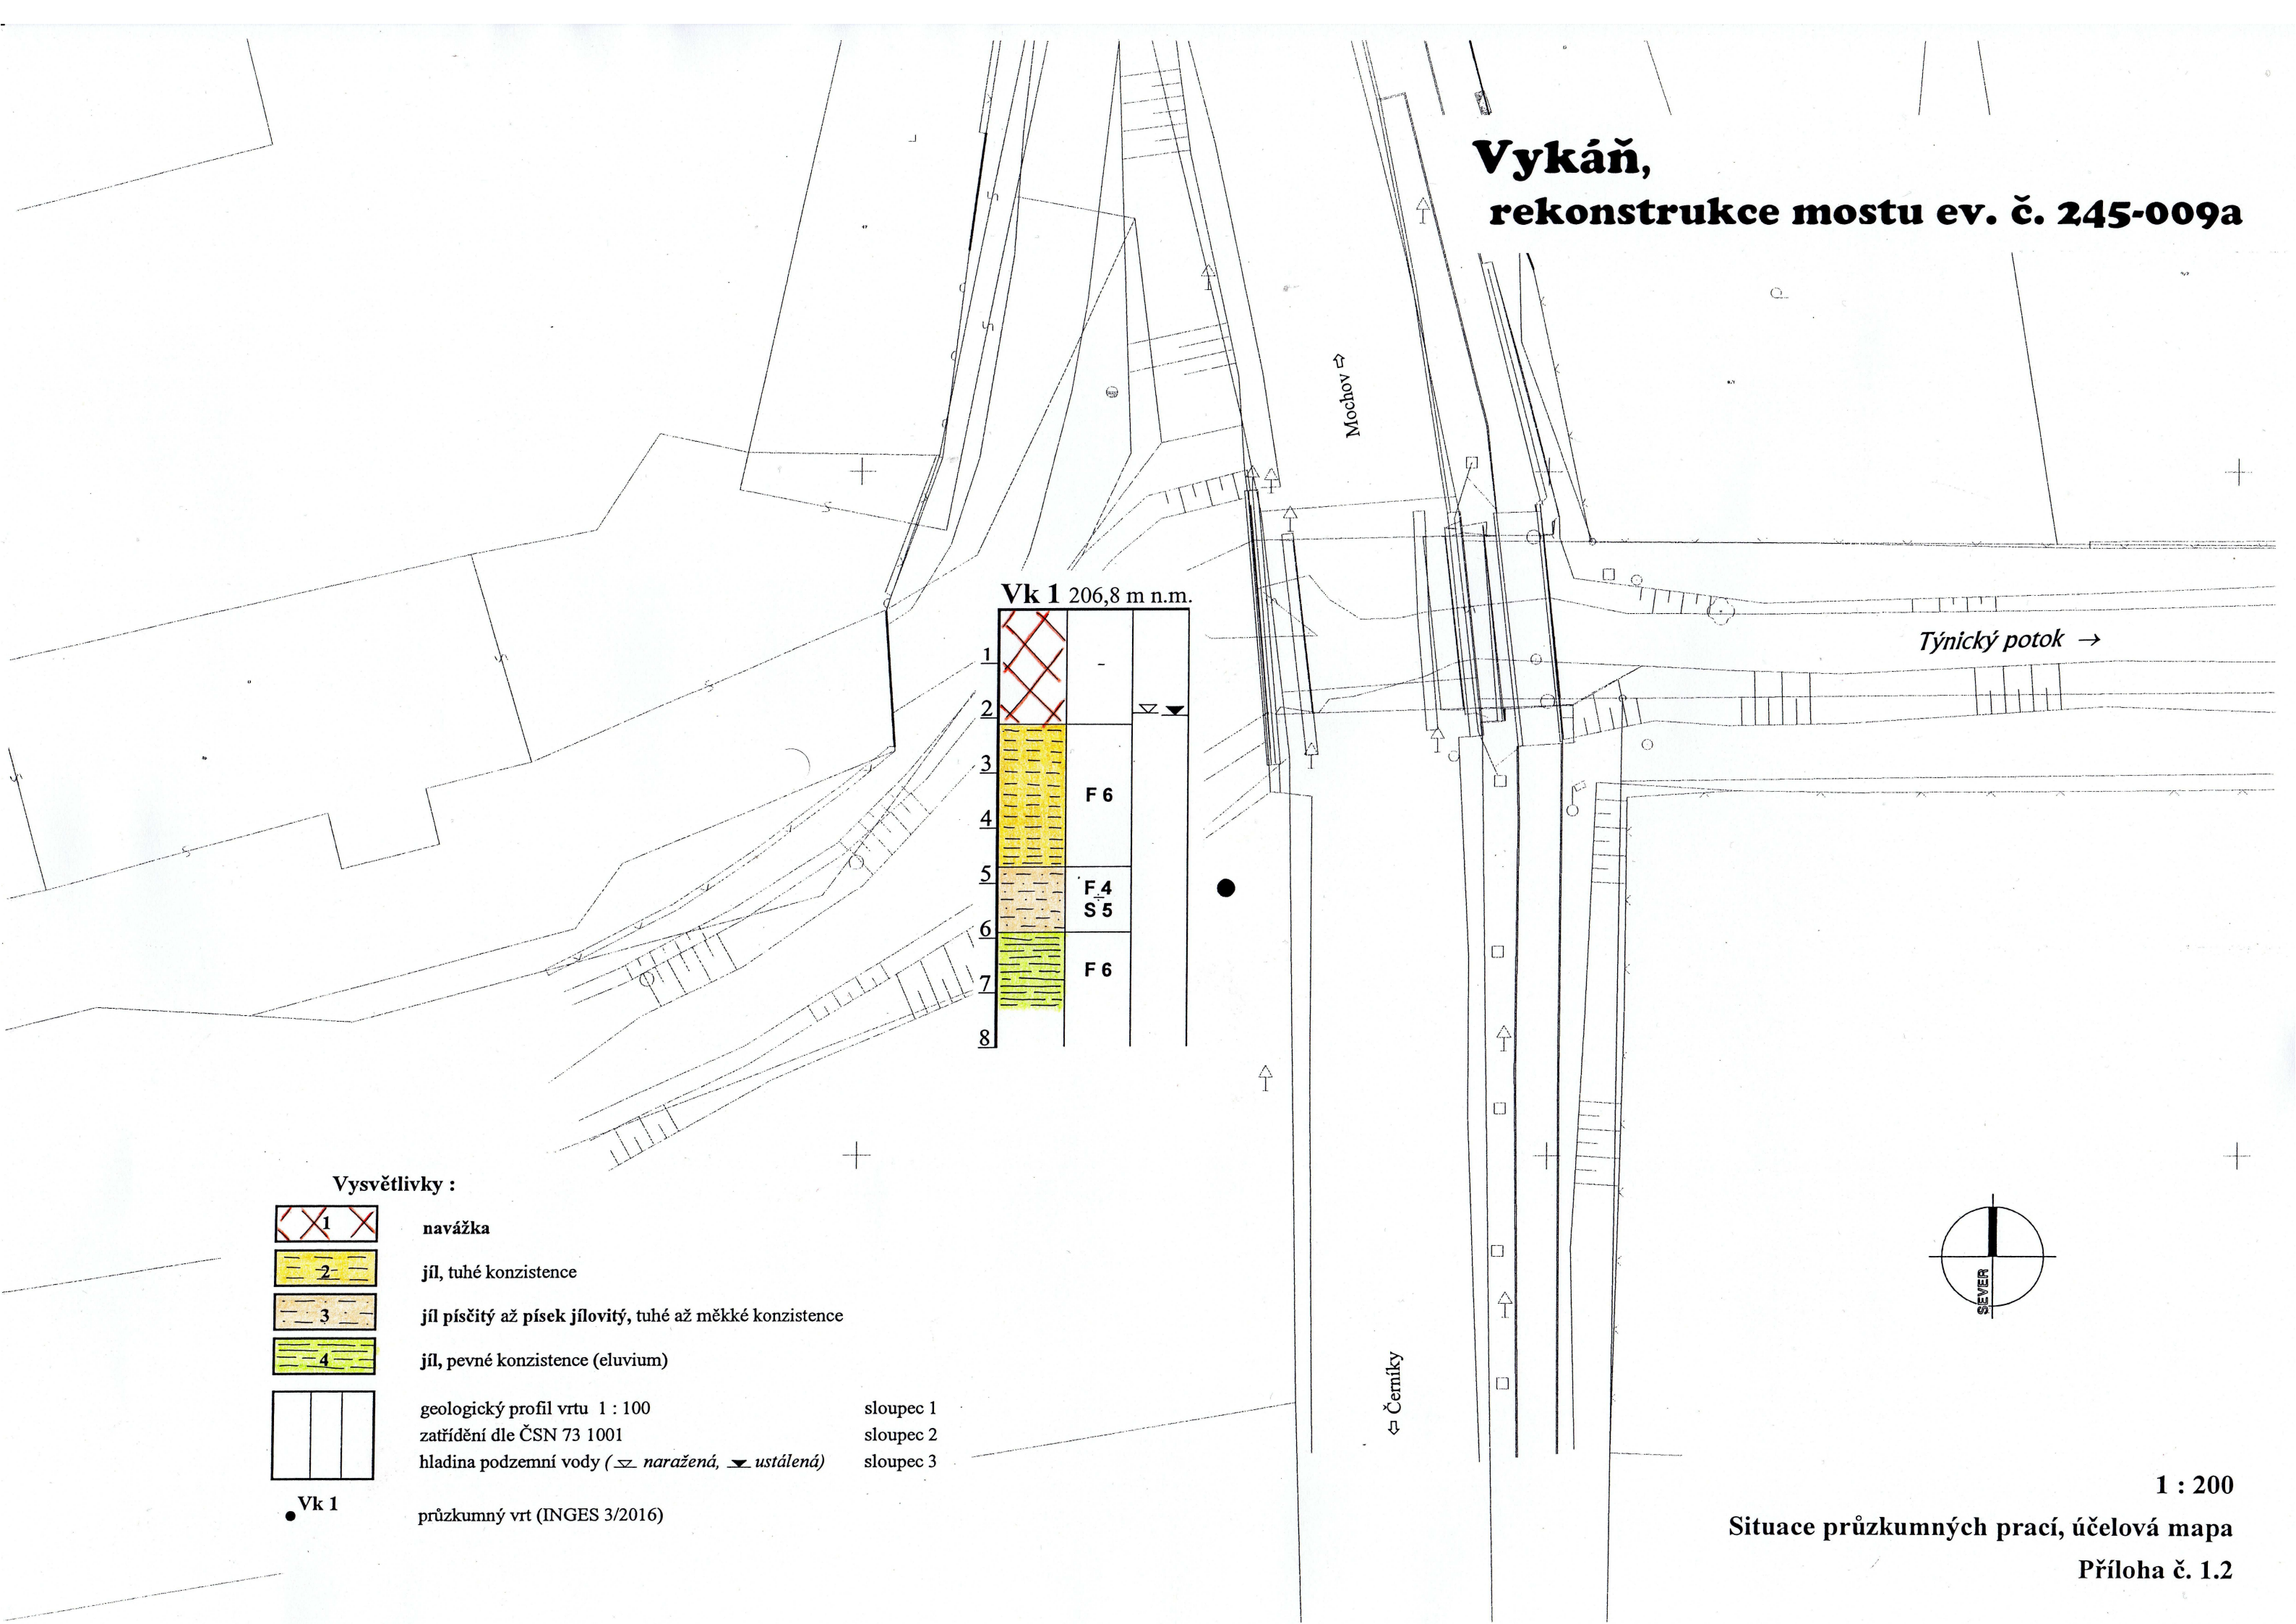 Vykáň,
rekonstrukce mostu ev. č. 245-009a
Mochov
Vk 1 206,8 m n.m.
1
-
2
3
F 6
4
5
F 4
÷
S 5
6
F 6
7
8
Týnický potok →
Vysvětlivky :
1 navážka
2 jíl, tuhé konzistence
3 jíl písčitý až písek jílovitý, tuhé až měkké konzistence
4 jíl, pevné konzistence (eluvium)
geologický profil vrtu 1 : 100 sloupec 1
zatřídění dle ČSN 73 1001 sloupec 2
hladina podzemní vody ( naražená, ustálená) sloupec 3
Vk 1
průzkumný vrt (INGES 3/2016)
Černíky
SEVER
1 : 200
Situace průzkumných prací, účelová mapa
Příloha č. 1.2